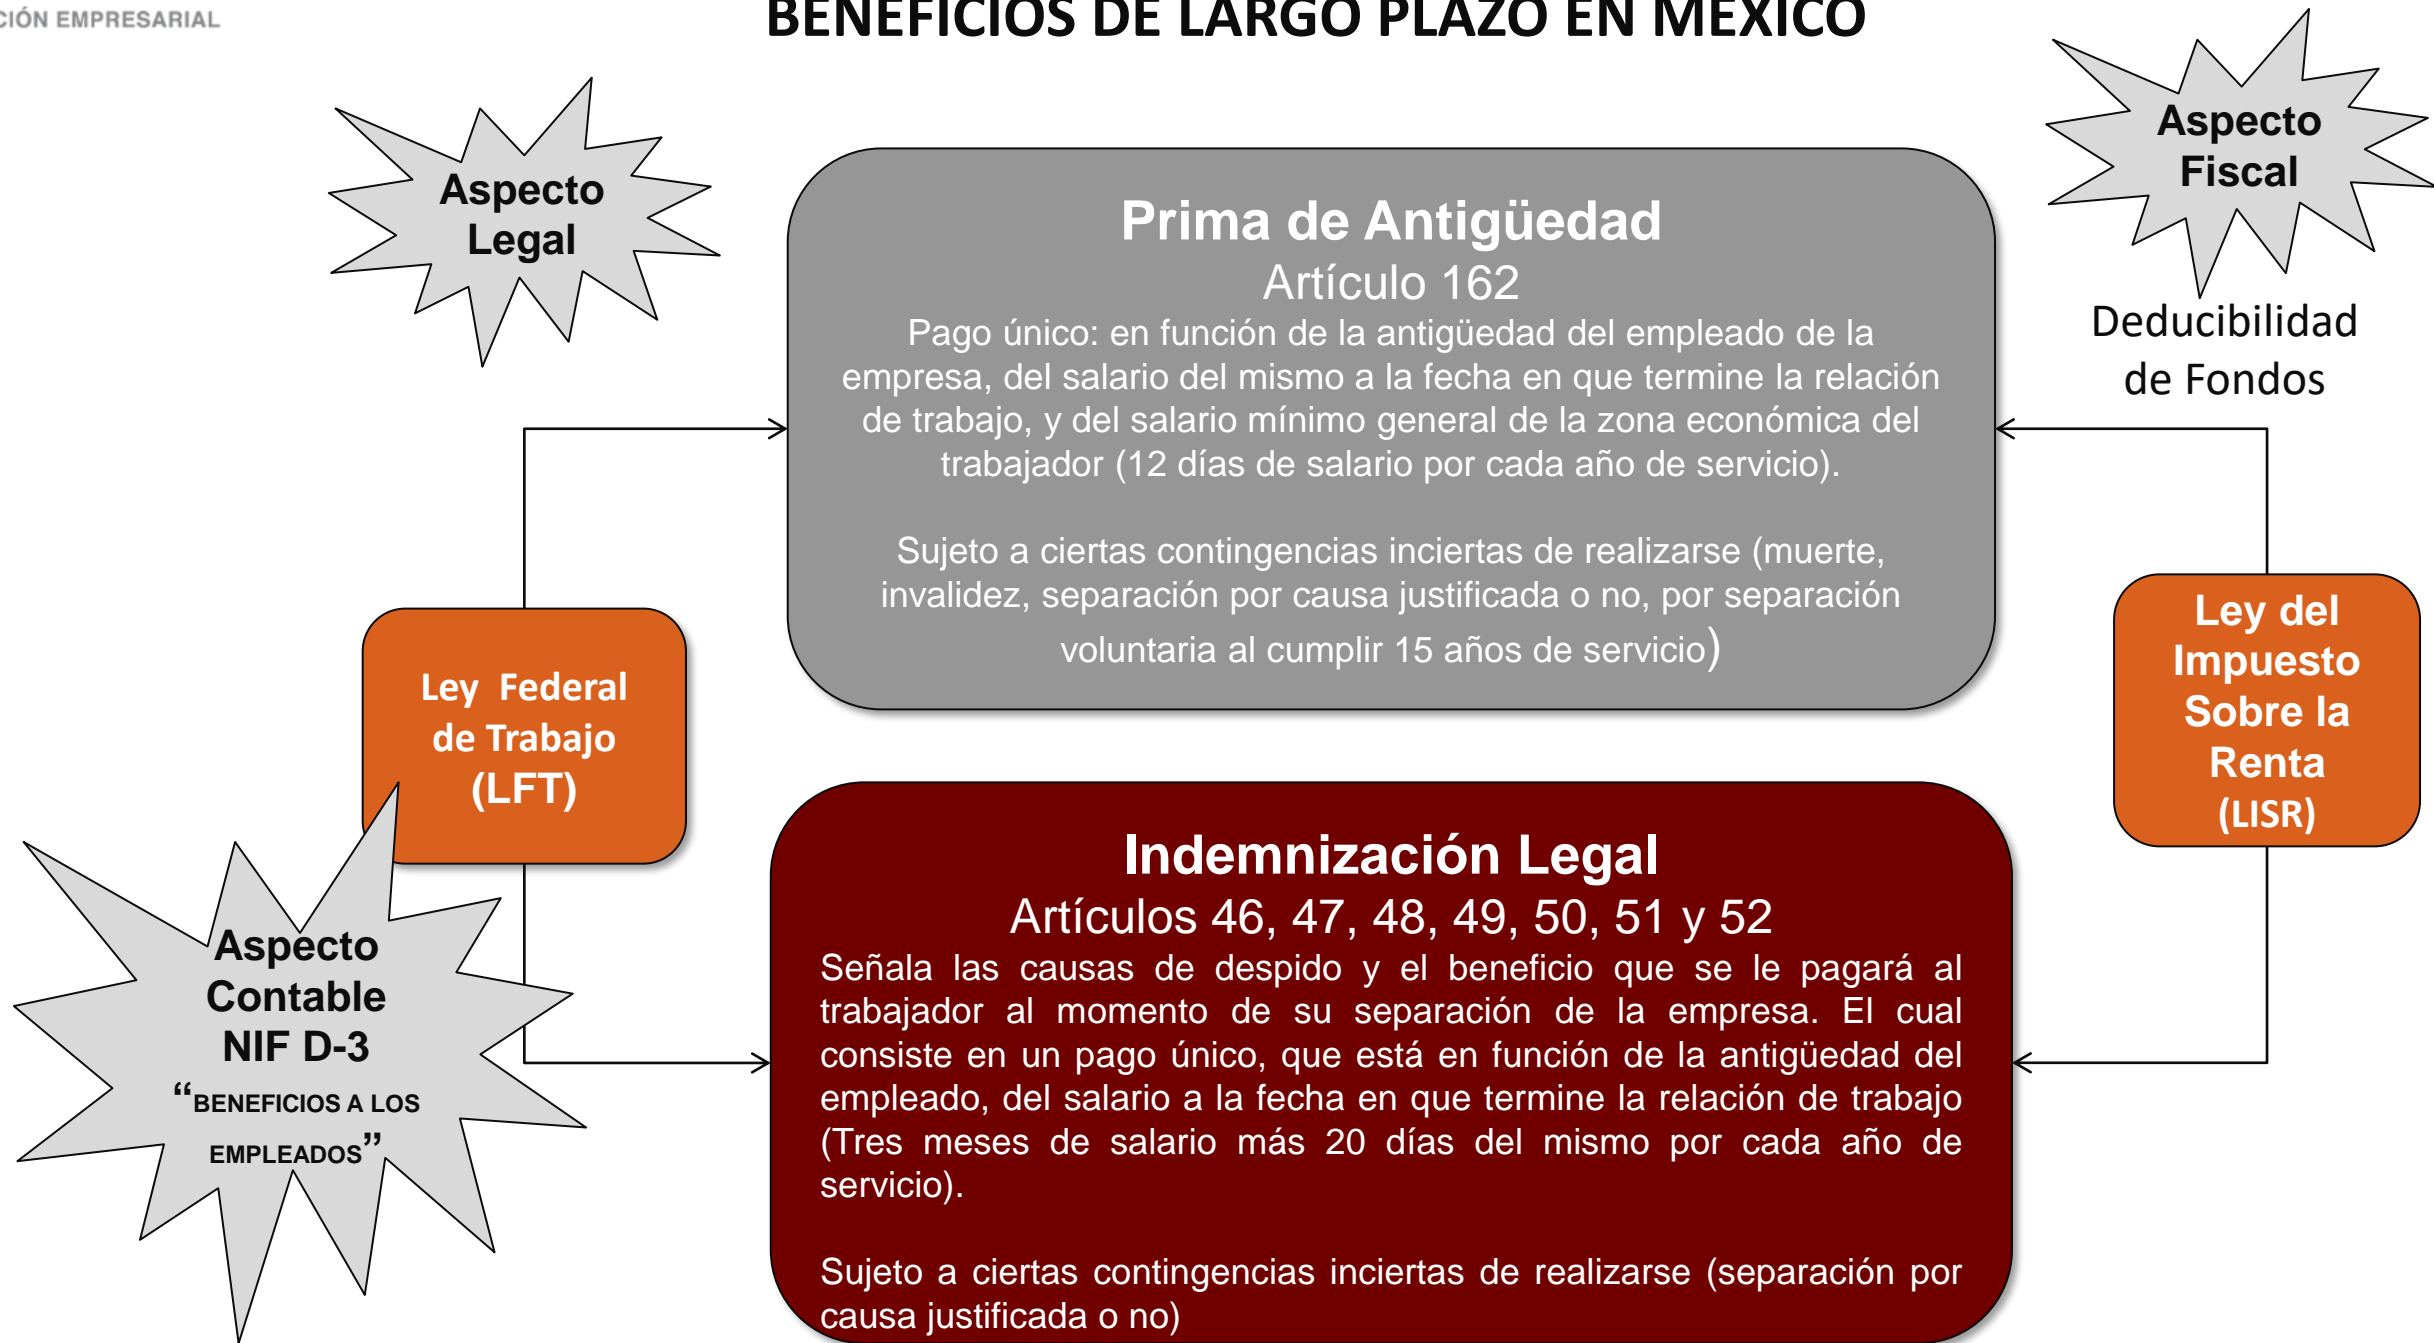 BENEFICIOS DE LARGO PLAZO EN MÉXICO
EMPRESARIAL
Aspecto
Legal
Aspecto
Fiscal
Deducibilidad
de Fondos
Prima de Antigüedad
Artículo 162
Pago único: en función de la antigüedad del empleado de la
empresa, del salario del mismo a la fecha en que termine la relación
de trabajo, y del salario mínimo general de la zona económica del
trabajador (12 días de salario por cada año de servicio).
Sujeto a ciertas contingencias inciertas de realizarse (muerte,
invalidez, separación por causa justificada o no, por separación
voluntaria al cumplir 15 años de servicio)
Ley Federal
de Trabajo
(LFT)
Ley del
Impuesto
Sobre la
Renta
(LISR)
Aspecto
Contable
NIF D-3
“BENEFICIOS A LOS
EMPLEADOS”
Indemnización Legal
Artículos 46, 47, 48, 49, 50, 51 y 52
Señala las causas de despido y el beneficio que se le pagará al
trabajador al momento de su separación de la empresa. El cual
consiste en un pago único, que está en función de la antigüedad del
empleado, del salario a la fecha en que termine la relación de trabajo
(Tres meses de salario más 20 días del mismo por cada año de
servicio).
Sujeto a ciertas contingencias inciertas de realizarse (separación por
causa justificada o no)